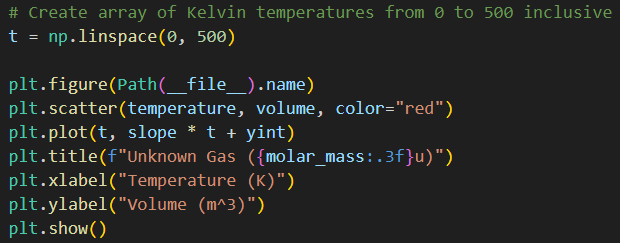 # Create array of Kelvin temperatures from 0 to 500 inclusive
t = np.linspace(0, 500)
plt.figure(Path(__file__).name)
plt.scatter(temperature, volume, color="red")
plt.plot(t, slope * t + yint)
plt.title(f"Unknown Gas ({molar_mass:.3f}u)")
plt.xlabel("Temperature (K)")
plt.ylabel("Volume (m^3)")
plt.show()